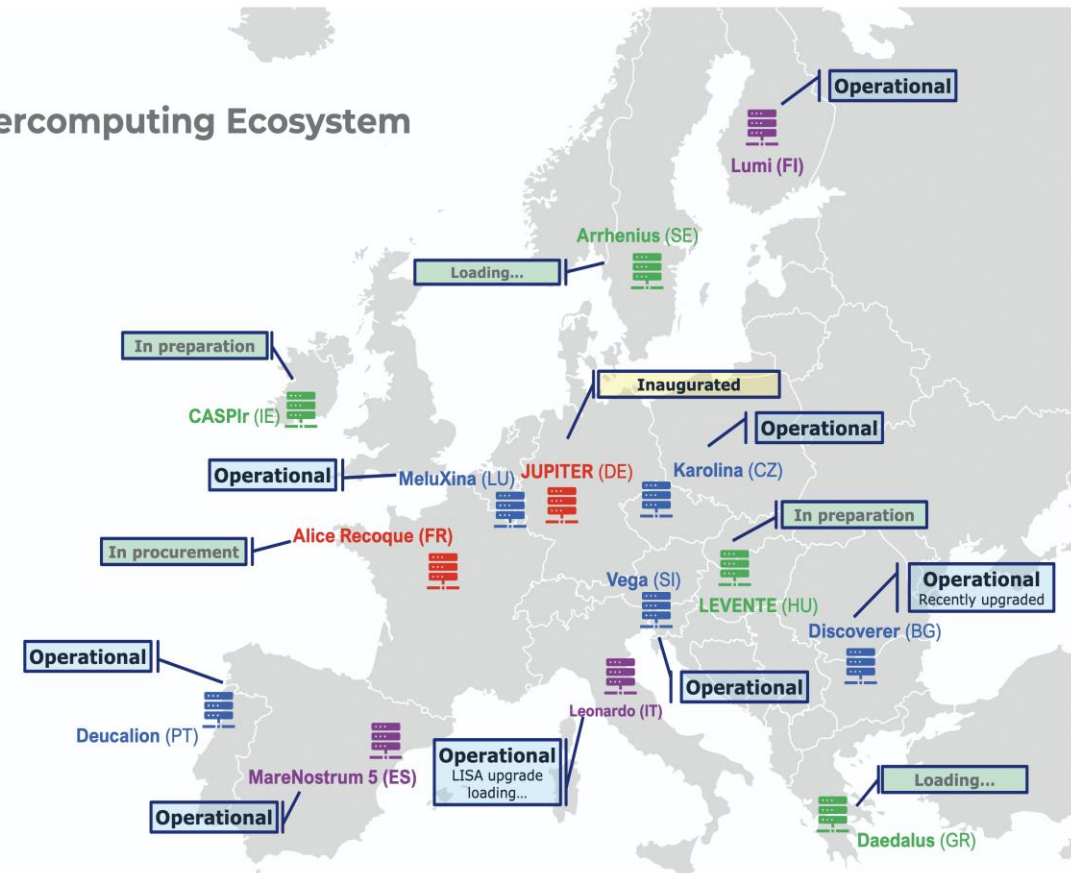 ercomputing Ecosystem
Operational
Lumi (FI)
Arrhenius (SE)
Loading...
In preparation
CASPIr (IE)
Inaugurated
Operational
Operational
MeluXina (LU)
JUPITER (DE)
Karolina (CZ)
In preparation
Alice Recoque (FR)
In procurement
Vega (SI)
LEVENTE (HU)
Operational
Recently upgraded
Discoverer (BG)
Operational
Operational
Deucalion (PT)
Leonardo (IT)
MareNostrum 5 (ES)
Operational
LISA upgrade
loading...
Operational
Loading...
Daedalus (GR)